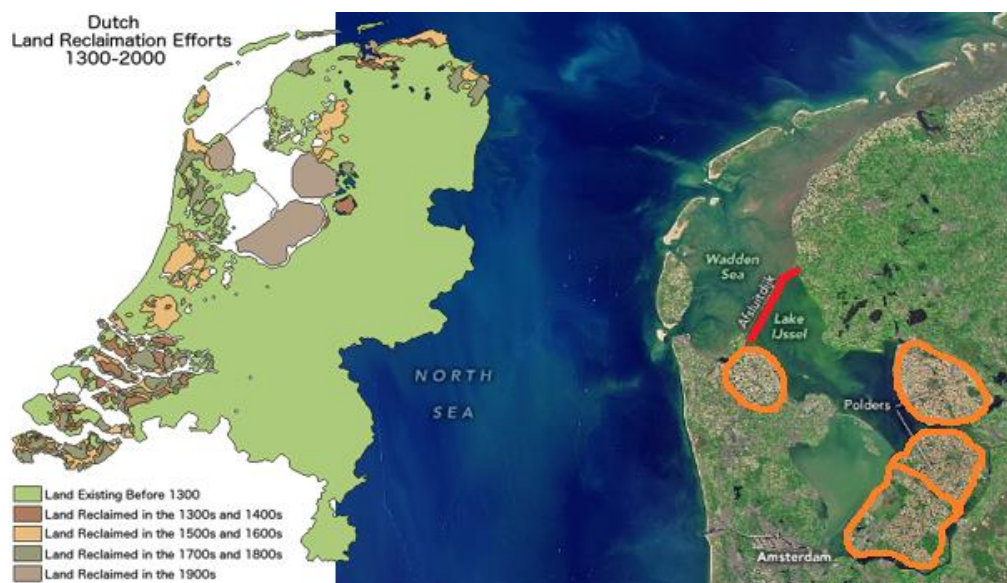 Dutch
Land Reclaimation Efforts
1300-2000
Land Existing Before 1300
Land Reclaimed in the 1300s and 1400s
Land Reclaimed in the 1500s and 1600s
Land Reclaimed in the 1700s and 1800s
Land Reclaimed in the 1900s
NORTH
SEA
Wadden
Sea
Afsluitdijk
Lake
IJssel
Polders
Amsterdam